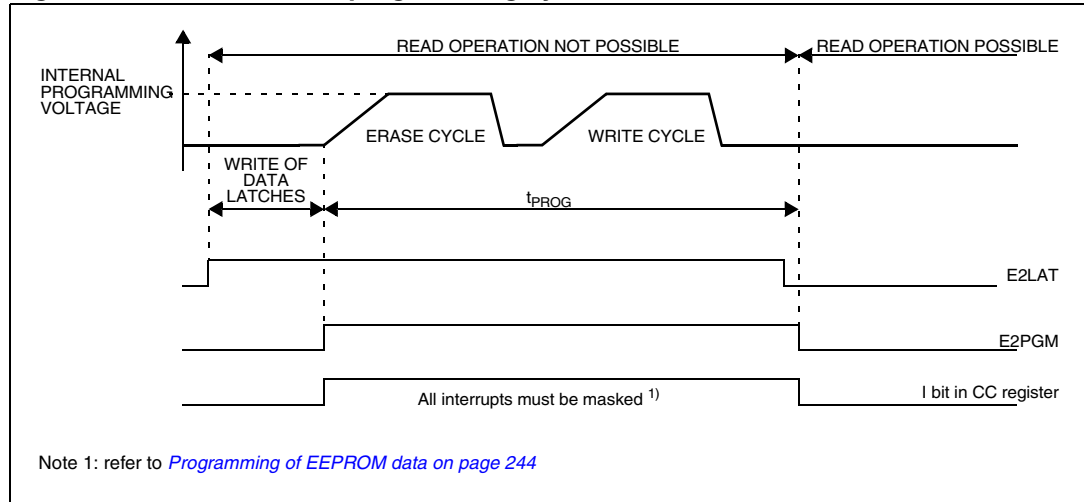 READ OPERATION NOT POSSIBLE
READ OPERATION POSSIBLE
INTERNAL
PROGRAMMING
VOLTAGE
ERASE CYCLE
WRITE CYCLE
WRITE OF
DATA
LATCHES
tPROG
E2LAT
E2PGM
All interrupts must be masked 1)
I bit in CC register
Note 1: refer to Programming of EEPROM data on page 244